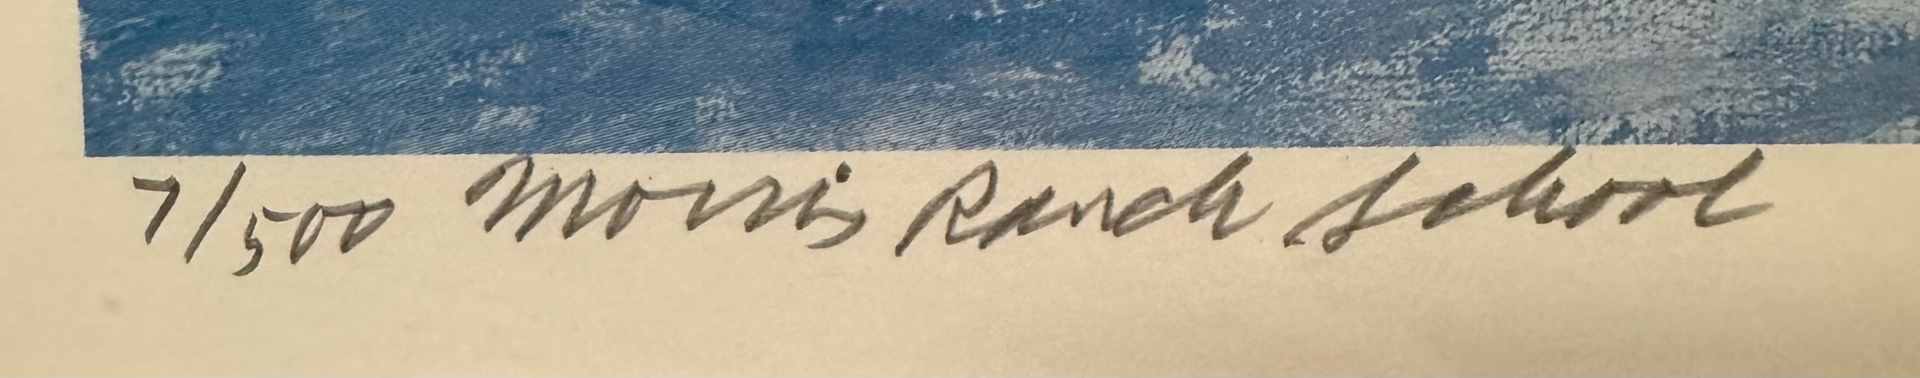 7/500 Morris Ranch School